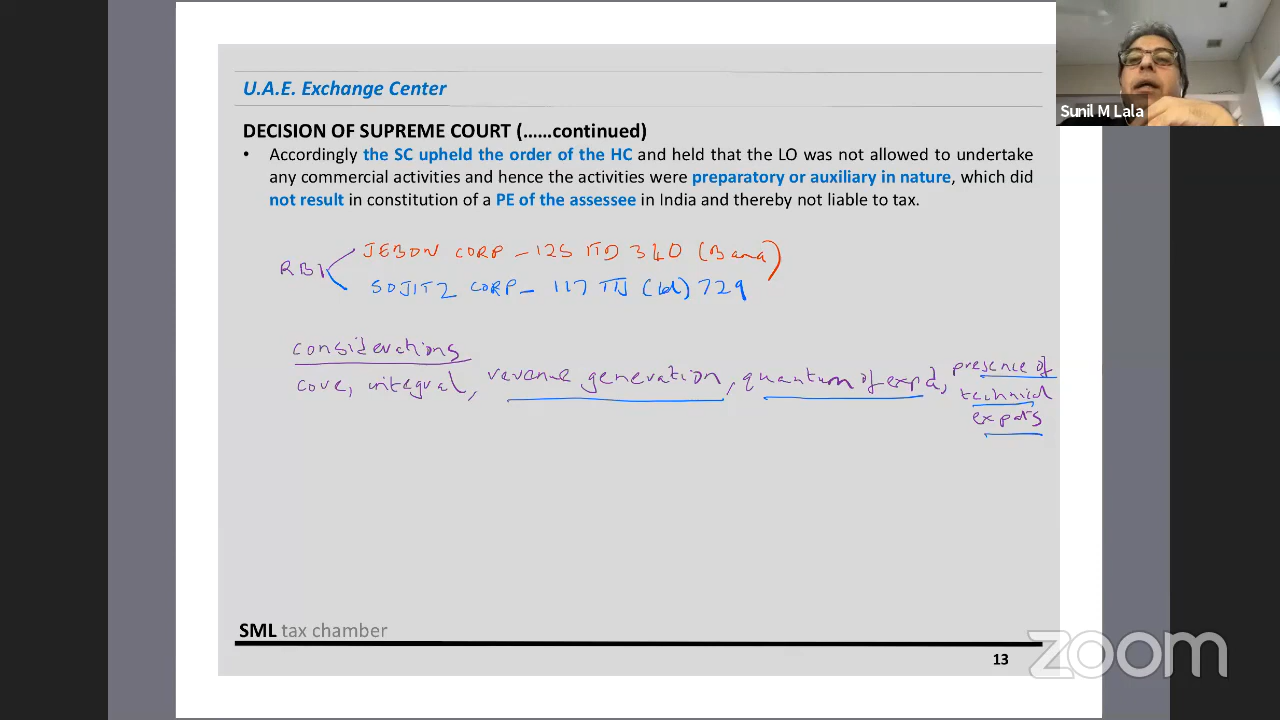 U.A.E. Exchange Center
Sunil M Lala
DECISION OF SUPREME COURT (……continued)
• Accordingly the SC upheld the order of the HC and held that the LO was not allowed to undertake
any commercial activities and hence the activities were preparatory or auxiliary in nature, which did
not result in constitution of a PE of the assessee in India and thereby not liable to tax.
JEBON CORP – 125 ITD 340 (Bang)
RBI
SOJITZ CORP – 117 TTJ (Kol) 729
considerations
core, integral, revenue generation, quantum of expd, presence of
technical
experts
SML tax chamber
13
zoom